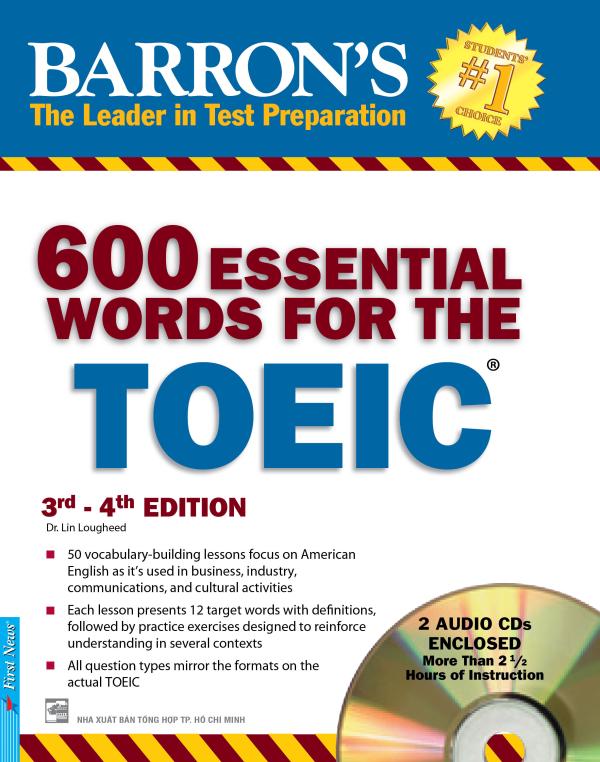 BARRON'S
The Leader in Test Preparation
STUDENTS'
#1
CHOICE
600 ESSENTIAL
WORDS FOR THE
TOEIC®
3rd - 4th EDITION
Dr. Lin Lougheed
■ 50 vocabulary-building lessons focus on American
English as it's used in business, industry,
communications, and cultural activities
■ Each lesson presents 12 target words with definitions,
followed by practice exercises designed to reinforce
understanding in several contexts
■ All question types mirror the formats on the
actual TOEIC
2 AUDIO CDs
ENCLOSED
More Than 2 1/2
Hours of Instruction
First News®
NHÀ XUẤT BẢN TỔNG HỢP TP. HỒ CHÍ MINH